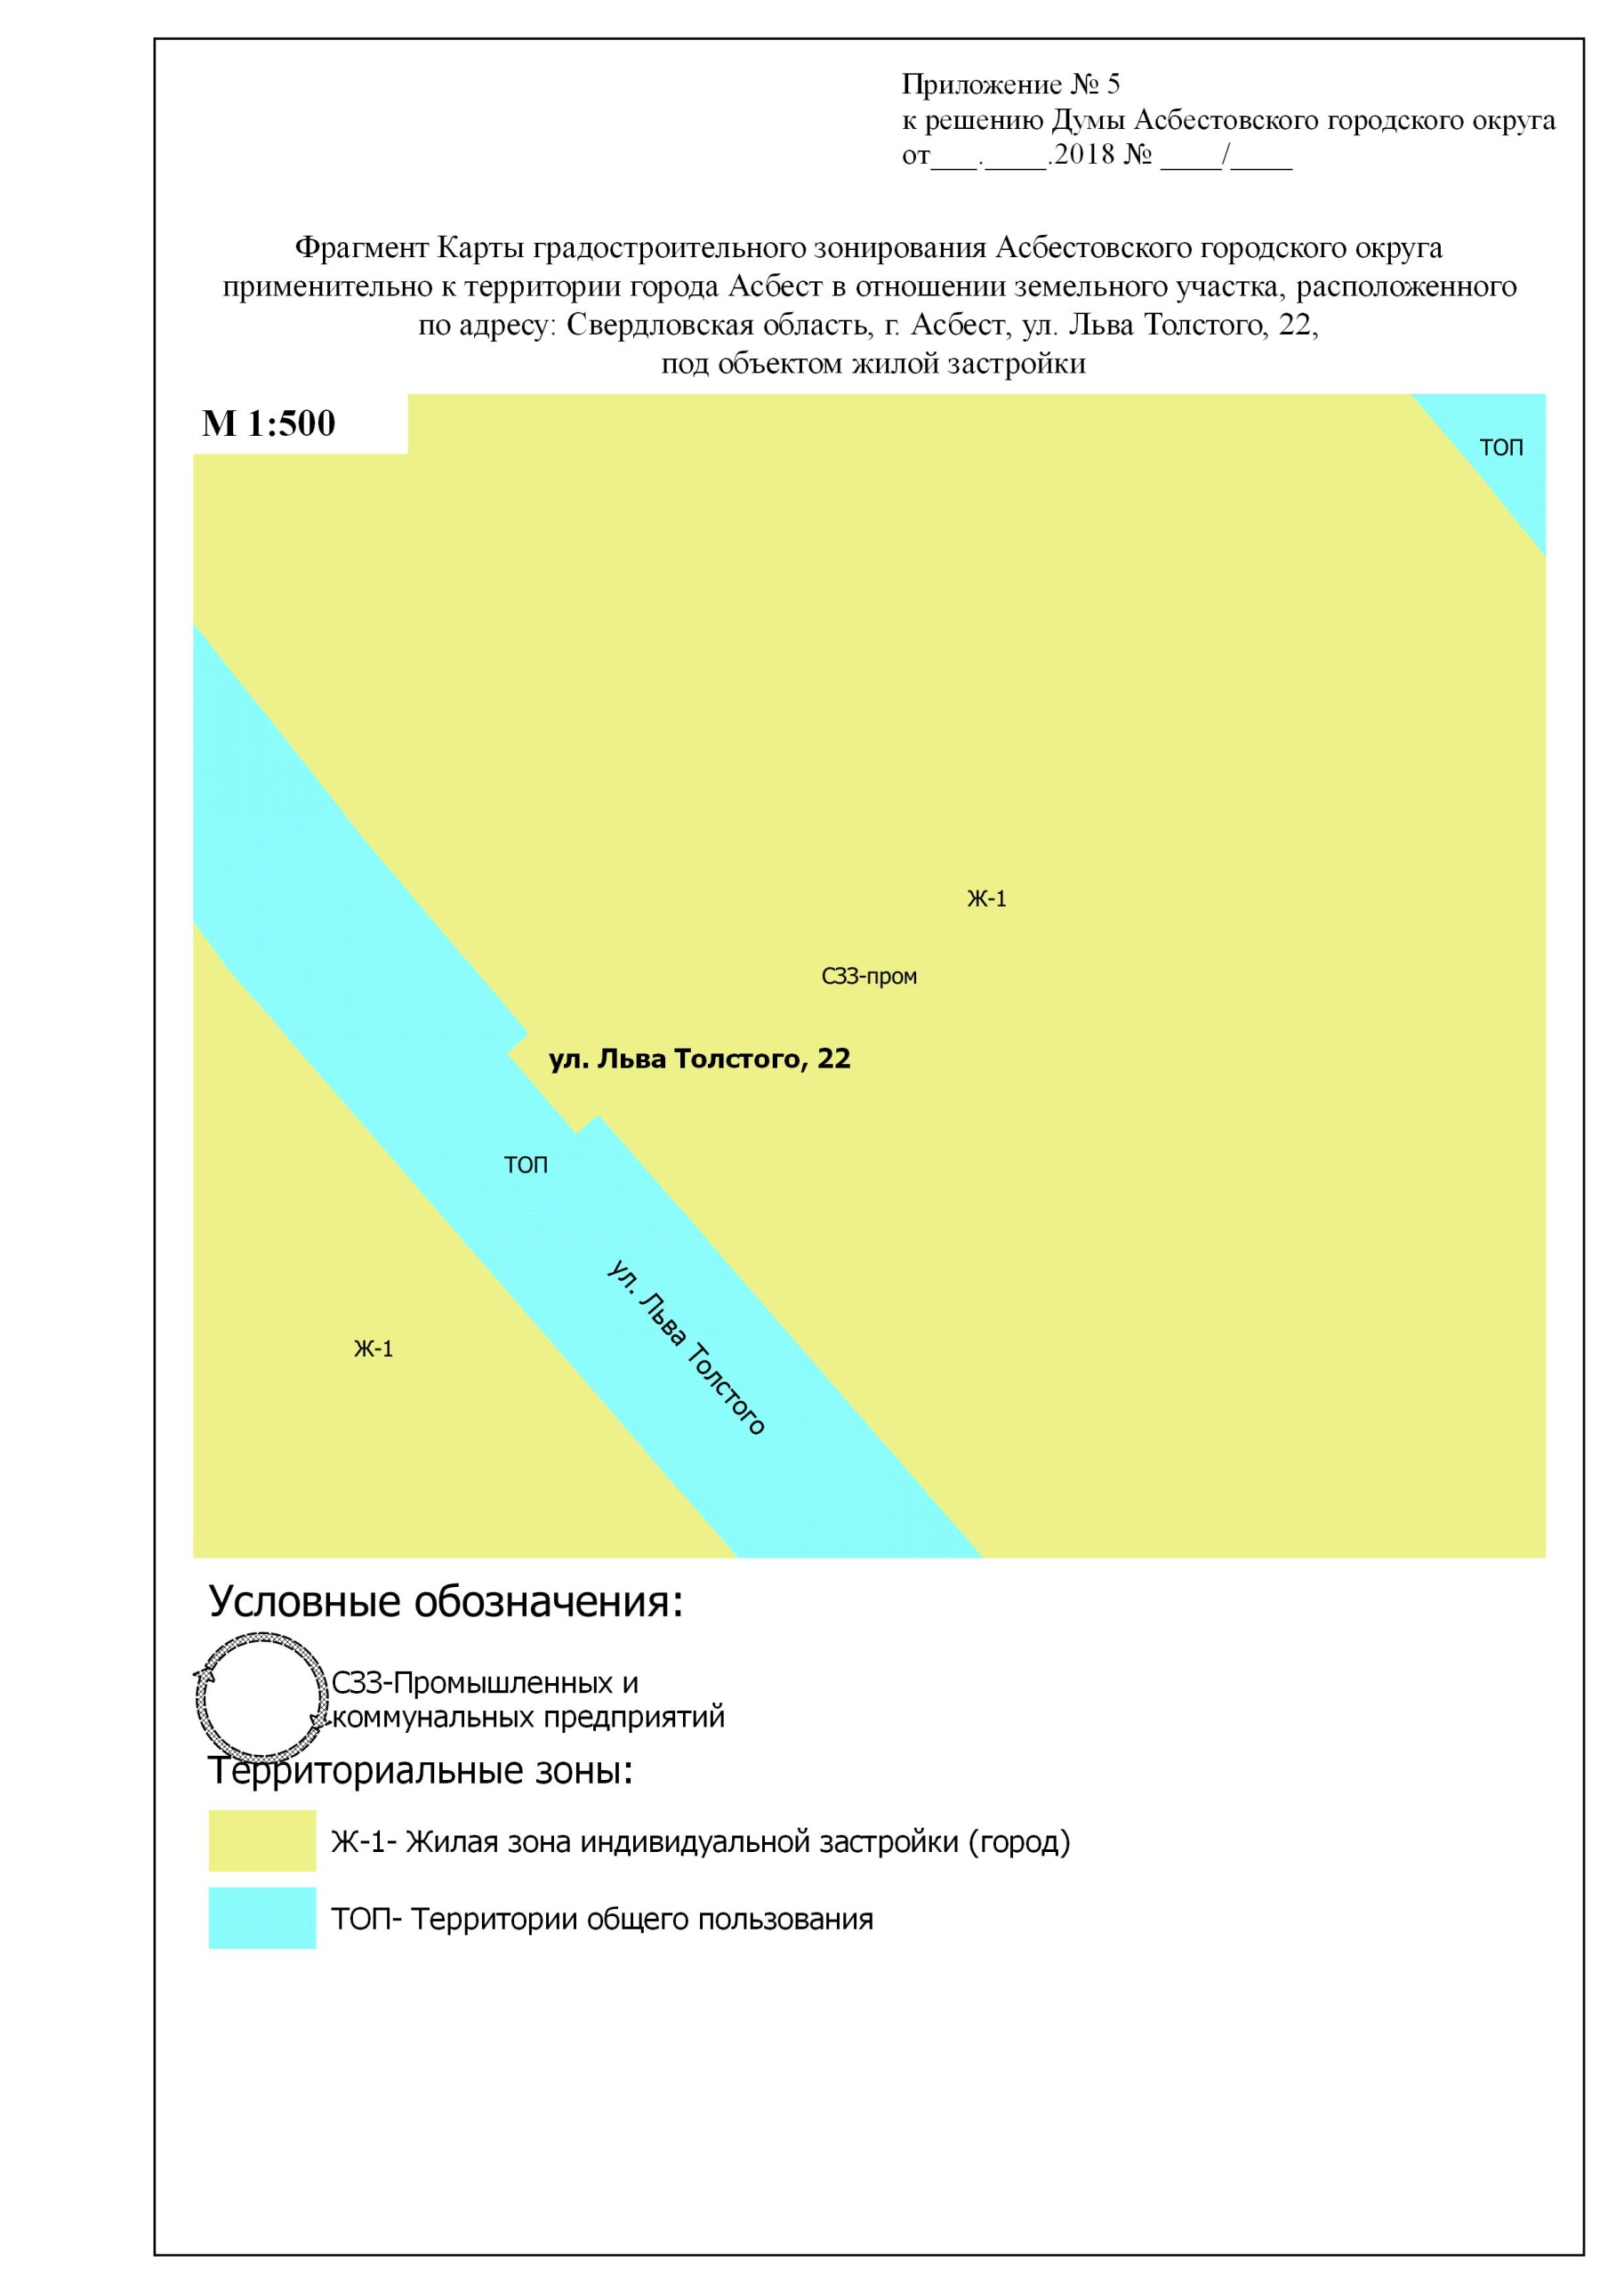 Приложение № 5
к решению Думы Асбестовского городского округа
от___.____.2018 № ____/____
Фрагмент Карты градостроительного зонирования Асбестовского городского округа
применительно к территории города Асбест в отношении земельного участка, расположенного
по адресу: Свердловская область, г. Асбест, ул. Льва Толстого, 22,
под объектом жилой застройки
М 1:500
ТОП
Ж-1
СЗЗ-пром
ул. Льва Толстого, 22
ТОП
ул. Льва Толстого
Ж-1
Условные обозначения:
СЗЗ-Промышленных и
коммунальных предприятий
Территориальные зоны:
Ж-1- Жилая зона индивидуальной застройки (город)
ТОП- Территории общего пользования